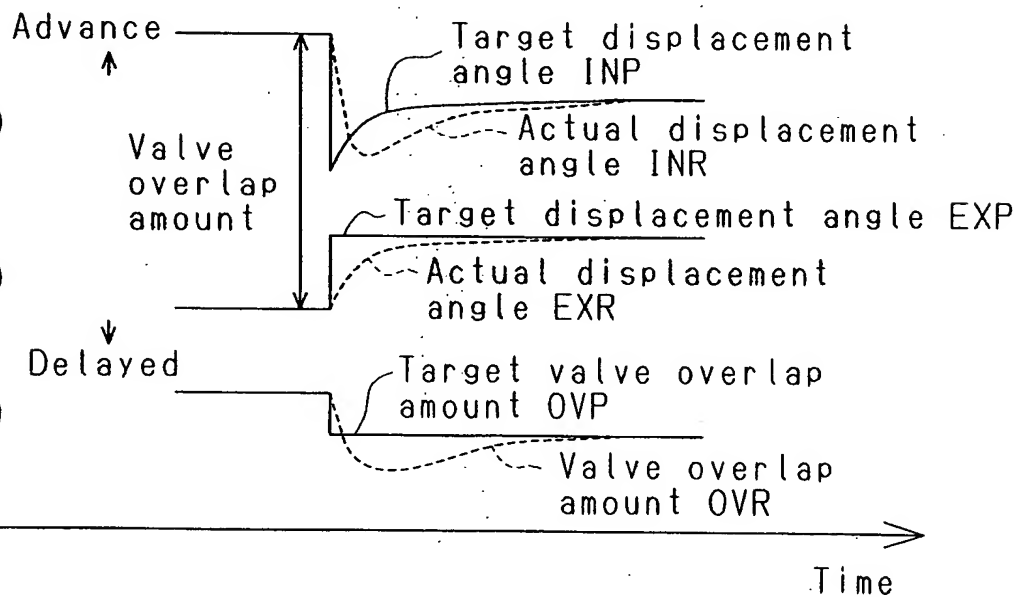 Advance
Target displacement
angle INP
Actual displacement
angle INR
Valve
overlap
amount
Target displacement angle EXP
Actual displacement
angle EXR
Delayed
Target valve overlap
amount OVP
Valve overlap
amount OVR
Time